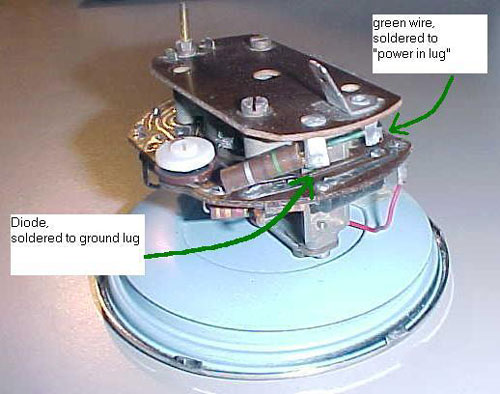 green wire,
soldered to
"power in lug"
Diode,
soldered to ground lug